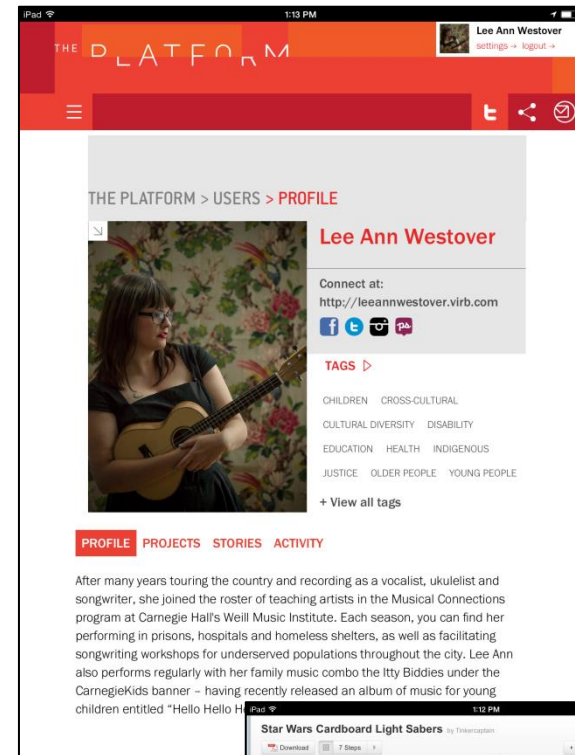 iPad 1:13 PM
THE PLATFORM
Lee Ann Westover
settings → logout →
THE PLATFORM > USERS > PROFILE
Lee Ann Westover
Connect at:
http://leeannwestover.virb.com
TAGS
CHILDREN CROSS-CULTURAL
CULTURAL DIVERSITY DISABILITY
EDUCATION HEALTH INDIGENOUS
JUSTICE OLDER PEOPLE YOUNG PEOPLE
+ View all tags
PROFILE PROJECTS STORIES ACTIVITY
After many years touring the country and recording as a vocalist, ukulelist and
songwriter, she joined the roster of teaching artists in the Musical Connections
program at Carnegie Hall's Weill Music Institute. Each season, you can find her
performing in prisons, hospitals and homeless shelters, as well as facilitating
songwriting workshops for underserved populations throughout the city. Lee Ann
also performs regularly with her family music combo the Itty Biddies under the
CarnegieKids banner – having recently released an album of music for young
children entitled “Hello Hello
iPad 1:12 PM
Star Wars Cardboard Light Sabers by Tinkercaptain
Download 7 Steps